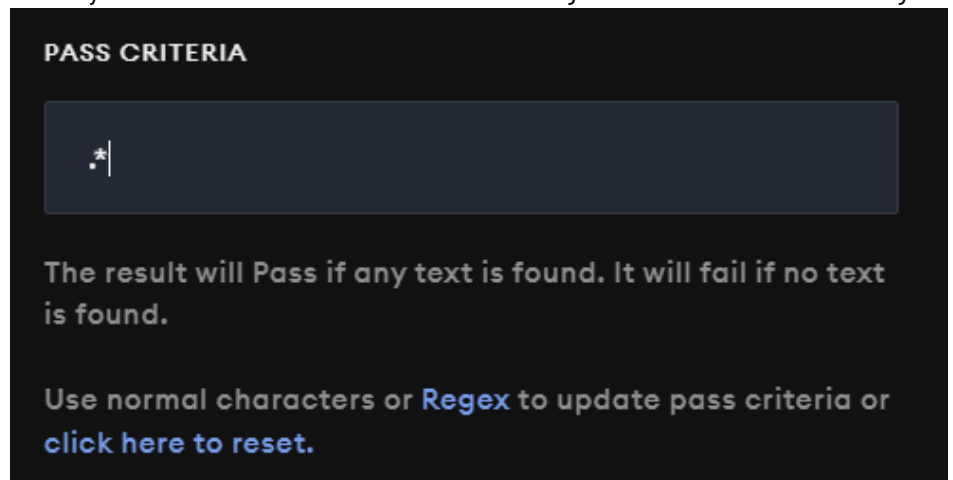 PASS CRITERIA
.*
The result will Pass if any text is found. It will fail if no text
is found.
Use normal characters or Regex to update pass criteria or
click here to reset.